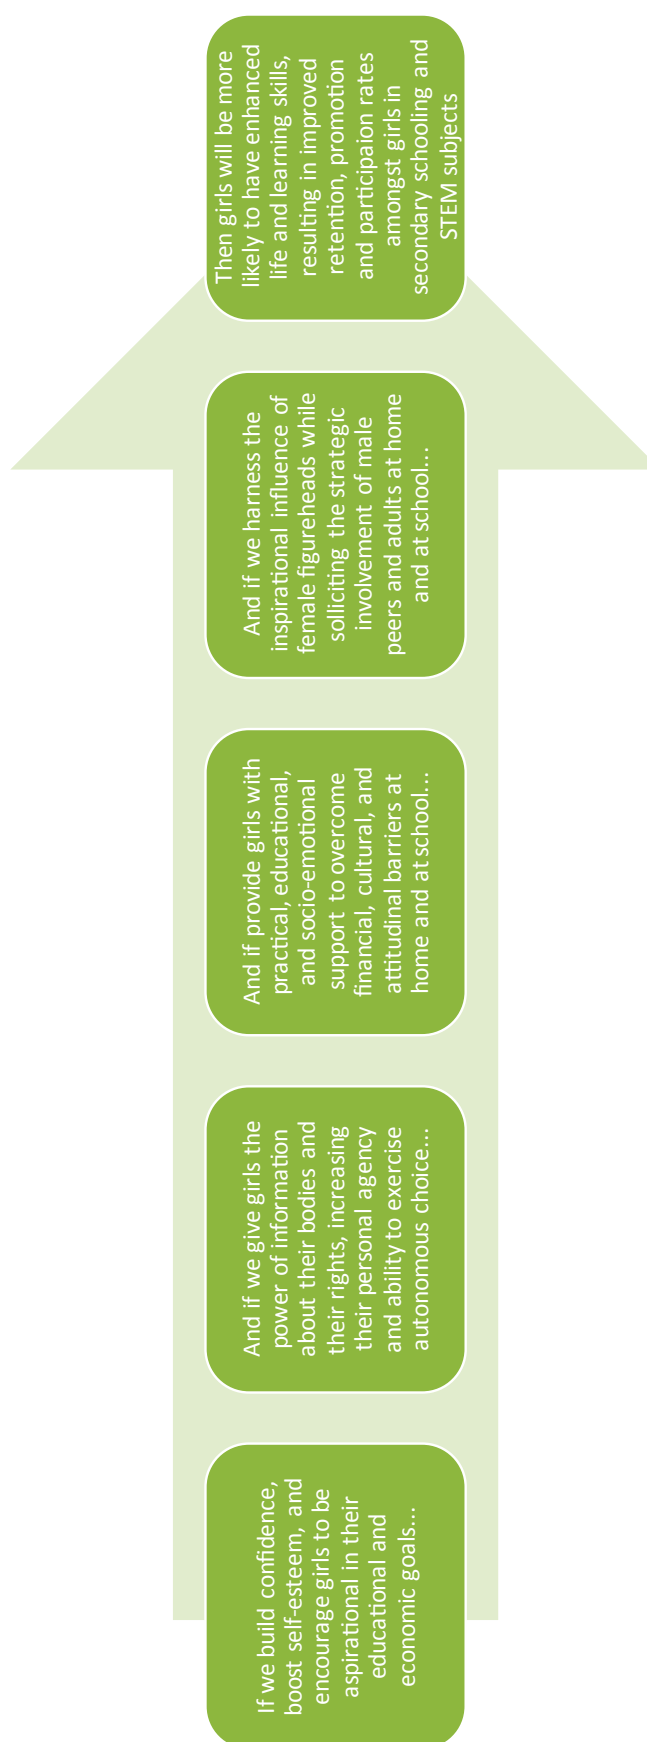 If we build confidence,
boost self-esteem, and
encourage girls to be
aspirational in their
educational and
economic goals...
And if we give girls the
power of information
about their bodies and
their rights, increasing
their personal agency
and ability to exercise
autonomous choice...
And if provide girls with
practical, educational,
and socio-emotional
support to overcome
financial, cultural, and
attitudinal barriers at
home and at school...
And if we harness the
inspirational influence of
female figureheads while
solliciting the strategic
involvement of male
peers and adults at home
and at school...
Then girls will be more
likely to have enhanced
life and learning skills,
resulting in improved
retention, promotion
and participaion rates
amongst girls in
secondary schooling and
STEM subjects